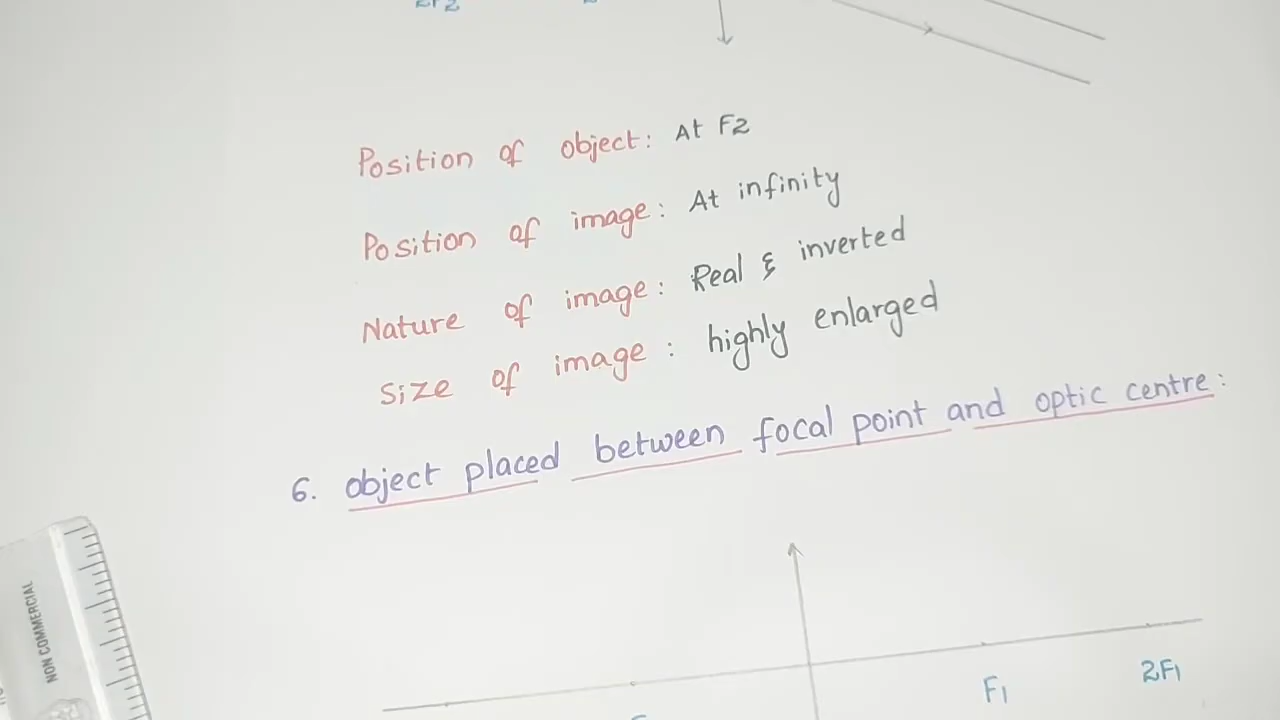 2F2
Position of object: At F2
Position of image: At infinity
Nature of image: Real & inverted
Size of image: highly enlarged
6. object placed between focal point and optic centre:
NON COMMERCIAL
F1
2F1